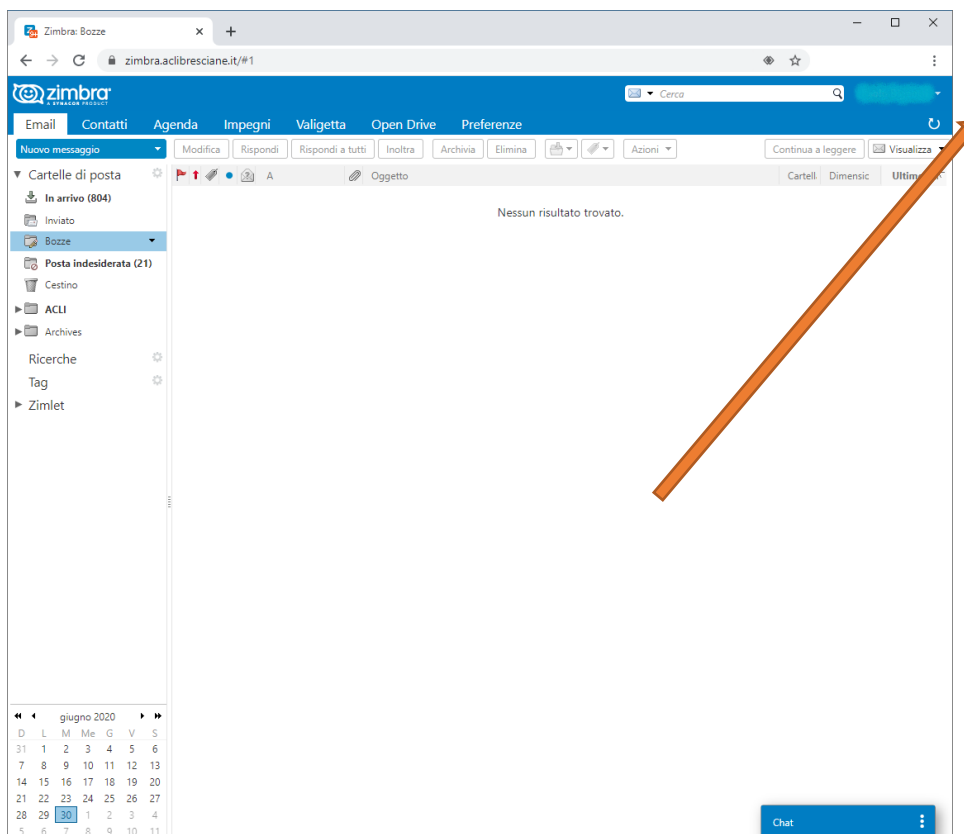 Zimbra: Bozze
zimbra.aclibresciane.it/#1
zimbra
A SYNACOR PRODUCT
Cerca
Email Contatti Agenda Impegni Valigetta Open Drive Preferenze
Nuovo messaggio Modifica Rispondi Rispondi a tutti Inoltra Archivia Elimina Azioni Continua a leggere Visualizza
Cartelle di posta A Oggetto Cartell Dimensic Ultimo
In arrivo (804)
Nessun risultato trovato.
Inviato
Bozze
Posta indesiderata (21)
Cestino
ACLI
Archives
Ricerche
Tag
Zimlet
giugno 2020
D L M Me G V S
31 1 2 3 4 5 6
7 8 9 10 11 12 13
14 15 16 17 18 19 20
21 22 23 24 25 26 27
28 29 30 1 2 3 4
5 6 7 8 9 10 11
Chat